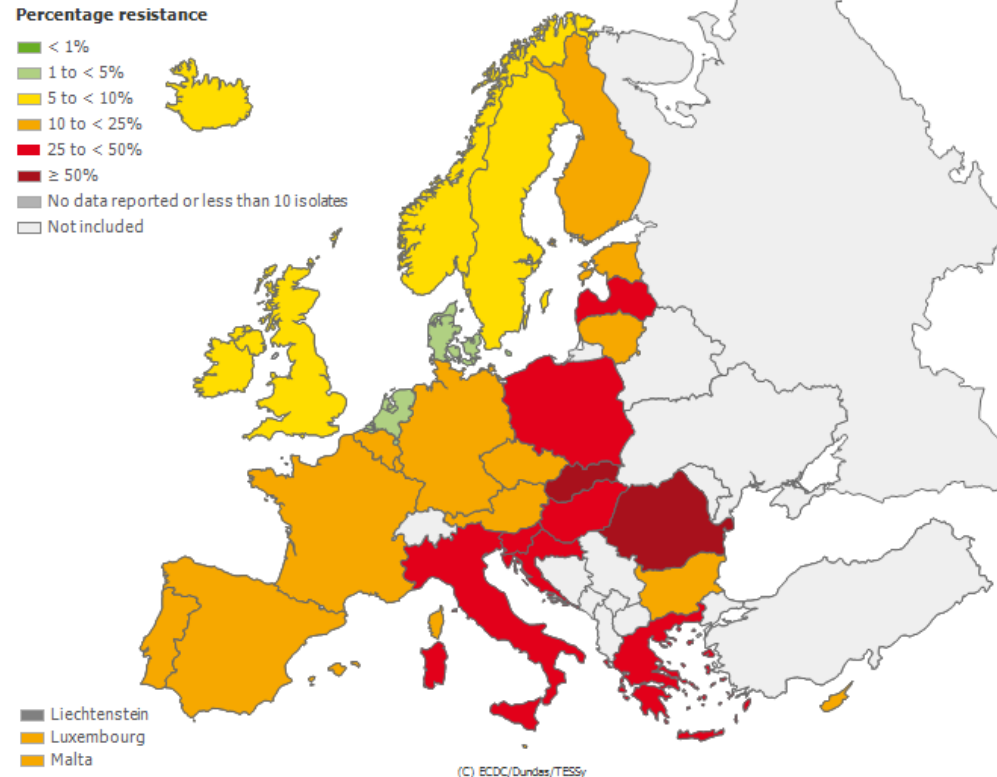 Percentage resistance
< 1%
1 to < 5%
5 to < 10%
10 to < 25%
25 to < 50%
≥ 50%
No data reported or less than 10 isolates
Not included
Liechtenstein
Luxembourg
Malta
(C) ECDC/Dundas/TESSy